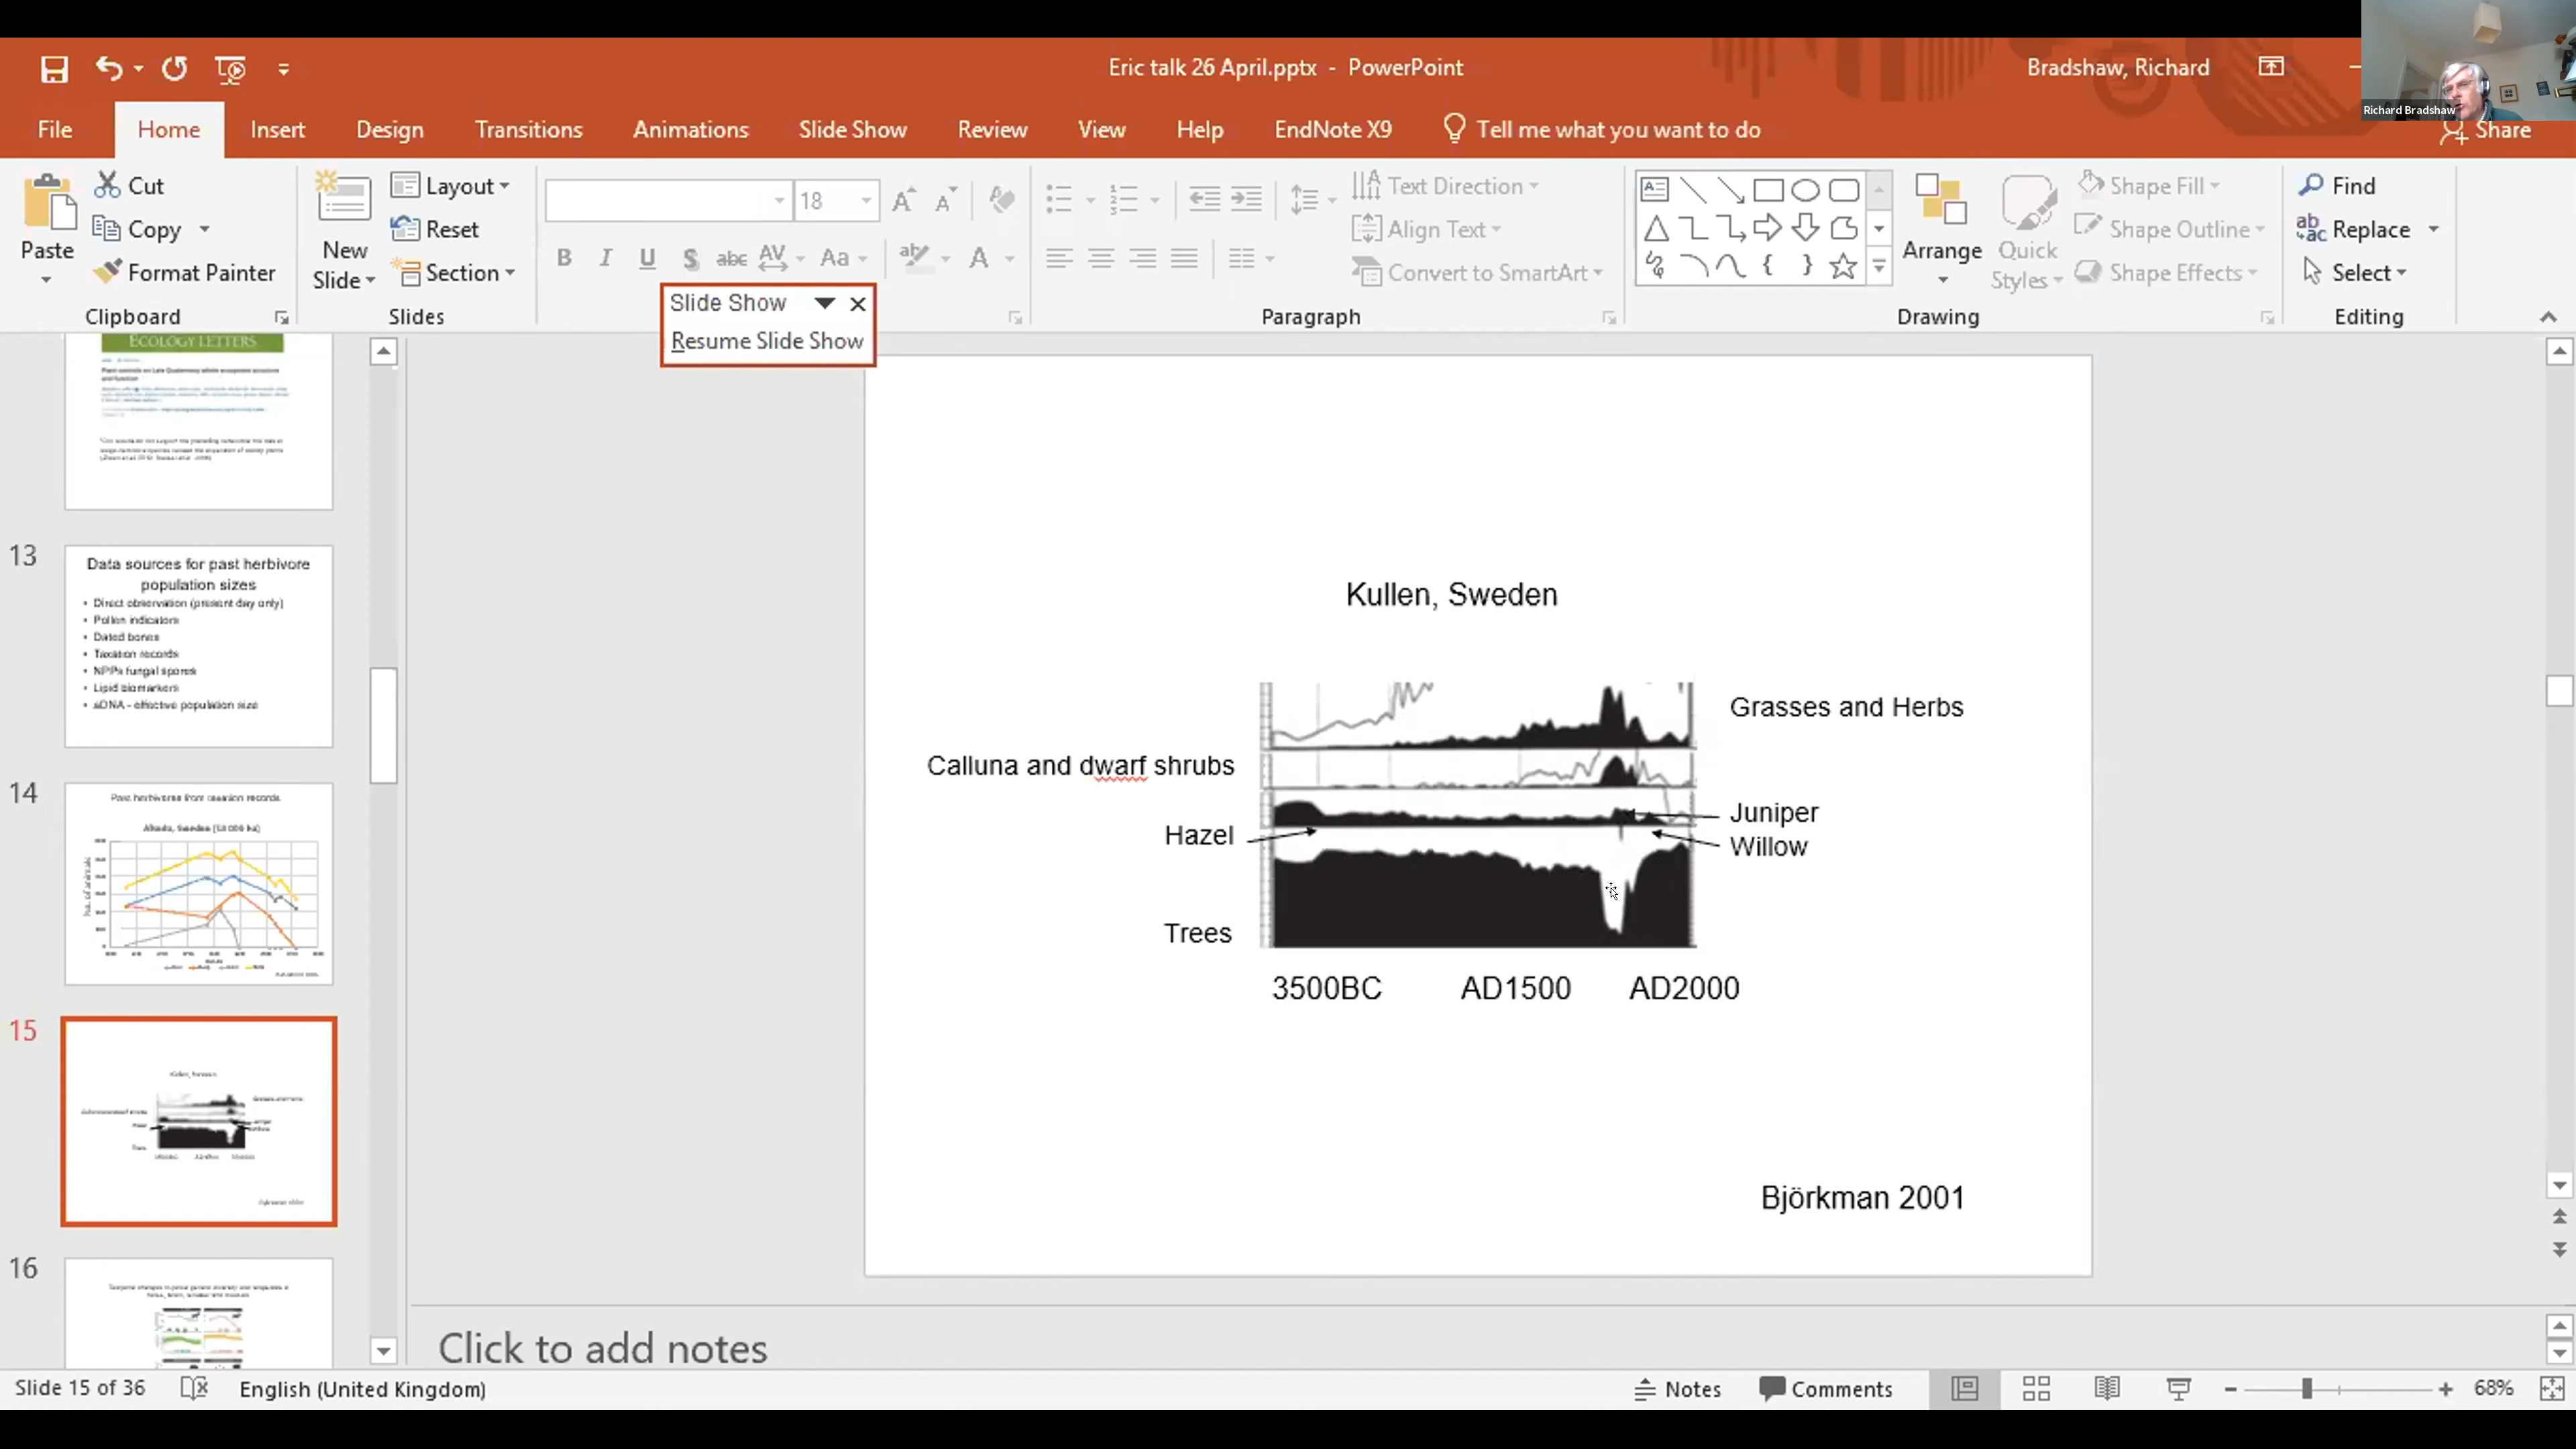 Eric talk 26 April.pptx - PowerPoint
Bradshaw, Richard
Richard Bradshaw
File Home Insert Design Transitions Animations Slide Show Review View Help EndNote X9 Tell me what you want to do Share
Paste
Cut
Copy
Format Painter
Clipboard
New Slide
Layout
Reset
Section
Slides
18
B I U S abc AV Aa A
Slide Show
Resume Slide Show
Paragraph
Text Direction
Align Text
Convert to SmartArt
Arrange
Quick Styles
Shape Fill
Shape Outline
Shape Effects
Drawing
Find
Replace
Select
Editing
ECOLOGY LETTERS
13
Data sources for past herbivore
population sizes
• Direct observation (present day only)
• Pollen indicators
• Dated bones
• Taxation records
• NPPs fungal spores
• Lipid biomarkers
• aDNA - effective population size
14
Past herbivores from taxation records
15
16
Kullen, Sweden
Grasses and Herbs
Calluna and dwarf shrubs
Juniper
Hazel
Willow
Trees
3500BC AD1500 AD2000
Björkman 2001
Click to add notes
Slide 15 of 36
English (United Kingdom)
Notes
Comments
68%